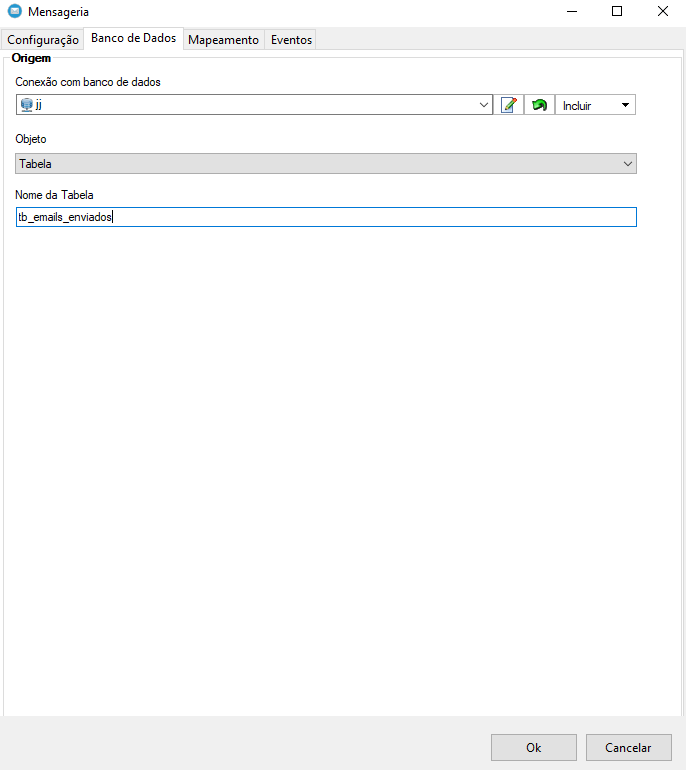 Mensageria
Configuração Banco de Dados Mapeamento Eventos
Origem
Conexão com banco de dados
jj Incluir
Objeto
Tabela
Nome da Tabela
tb_emails_enviados
Ok Cancelar